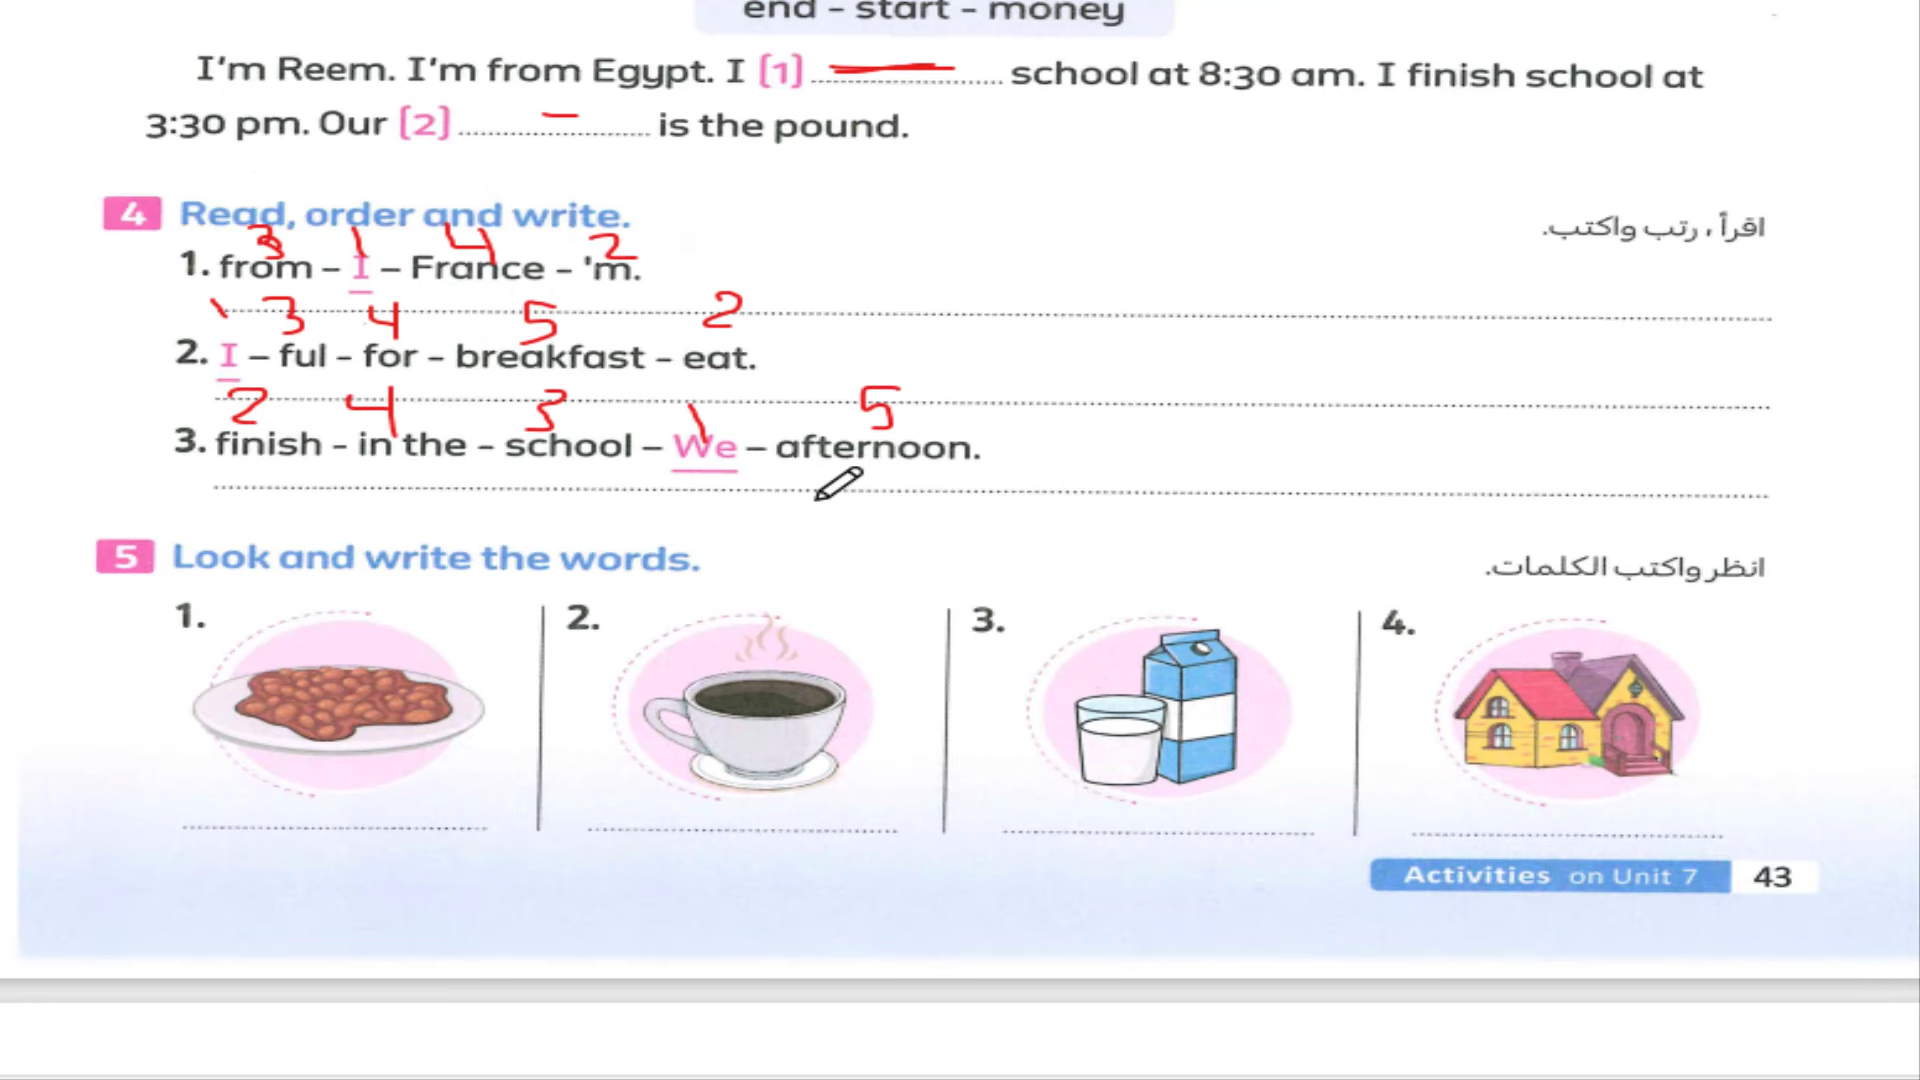 end - start - money
I'm Reem. I'm from Egypt. I (1) .................... school at 8:30 am. I finish school at
3:30 pm. Our (2) .................... is the pound.
4 Read, order and write.
اقرأ، رتب واكتب.
3 1 4 2
1. from – I – France - 'm.
1 3 4 5 2
2. I – ful - for - breakfast - eat.
2 4 3 1 5
3. finish - in the - school – We – afternoon.
5 Look and write the words.
انظر واكتب الكلمات.
1. 2. 3. 4.
Activities on Unit 7 43